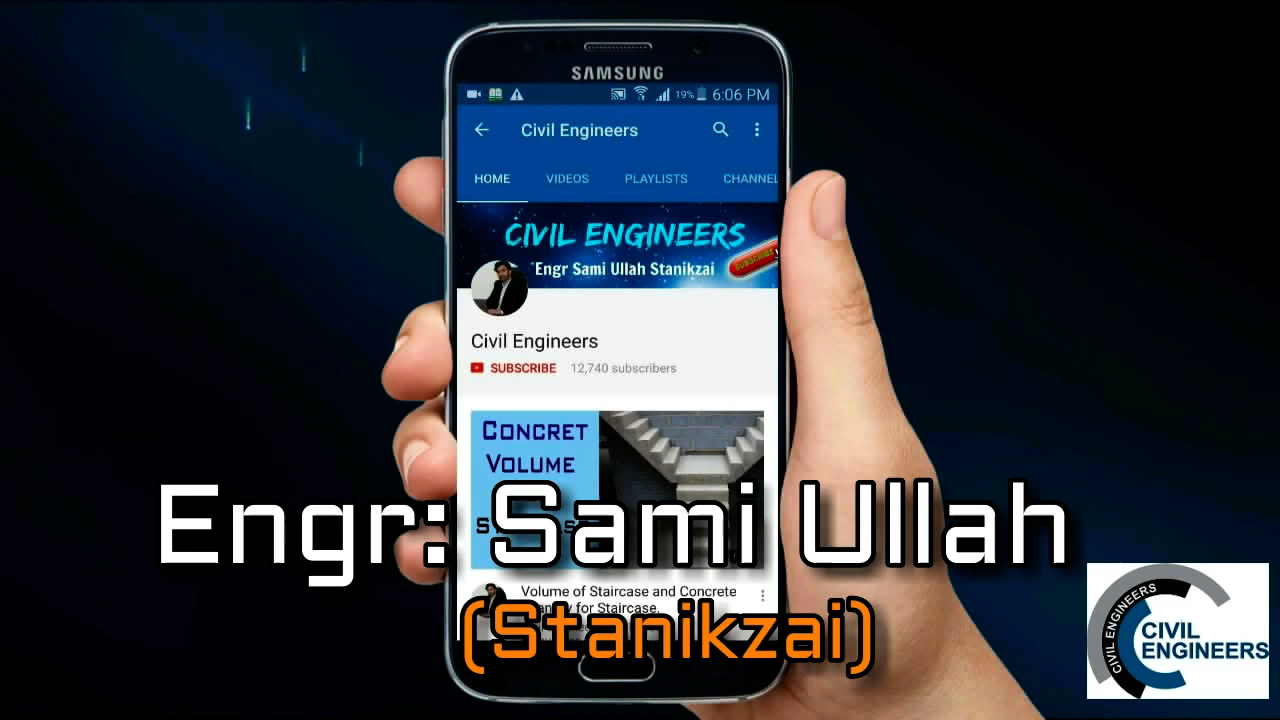 SAMSUNG
19% 6:06 PM
Civil Engineers
HOME VIDEOS PLAYLISTS CHANNEL
CIVIL ENGINEERS
Engr Sami Ullah Stanikzai
SUBSCRIBE
Civil Engineers
SUBSCRIBE 12,740 subscribers
CONCRET
VOLUME
Engr: Sami Ullah
Volume of Staircase and Concrete
for Staircase.
(Stanikzai)
CIVIL ENGINEERS
CIVIL
ENGINEERS